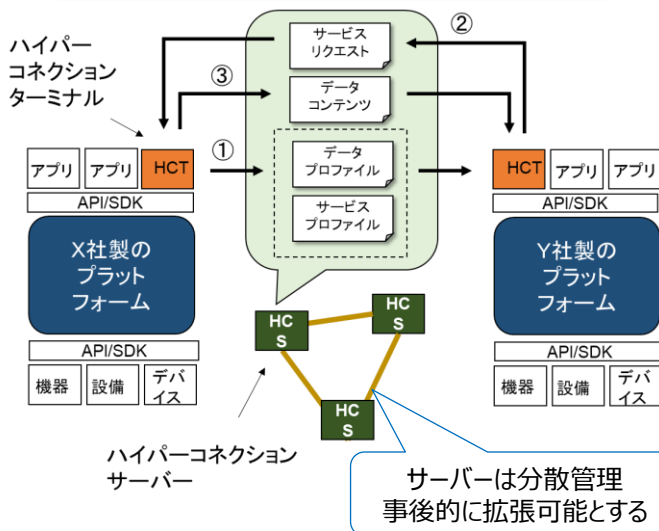 ハイパー
コネクション
ターミナル
サービス
リクエスト
②
③
データ
コンテンツ
①
データ
プロファイル
サービス
プロファイル
アプリ
アプリ
HCT
API/SDK
X社製の
プラット
フォーム
API/SDK
機器
設備
デバ
イス
HCT
アプリ
アプリ
API/SDK
Y社製の
プラット
フォーム
API/SDK
機器
設備
デバ
イス
HC
S
HC
S
HC
S
ハイパーコネクション
サーバー
サーバーは分散管理
事後的に拡張可能とする